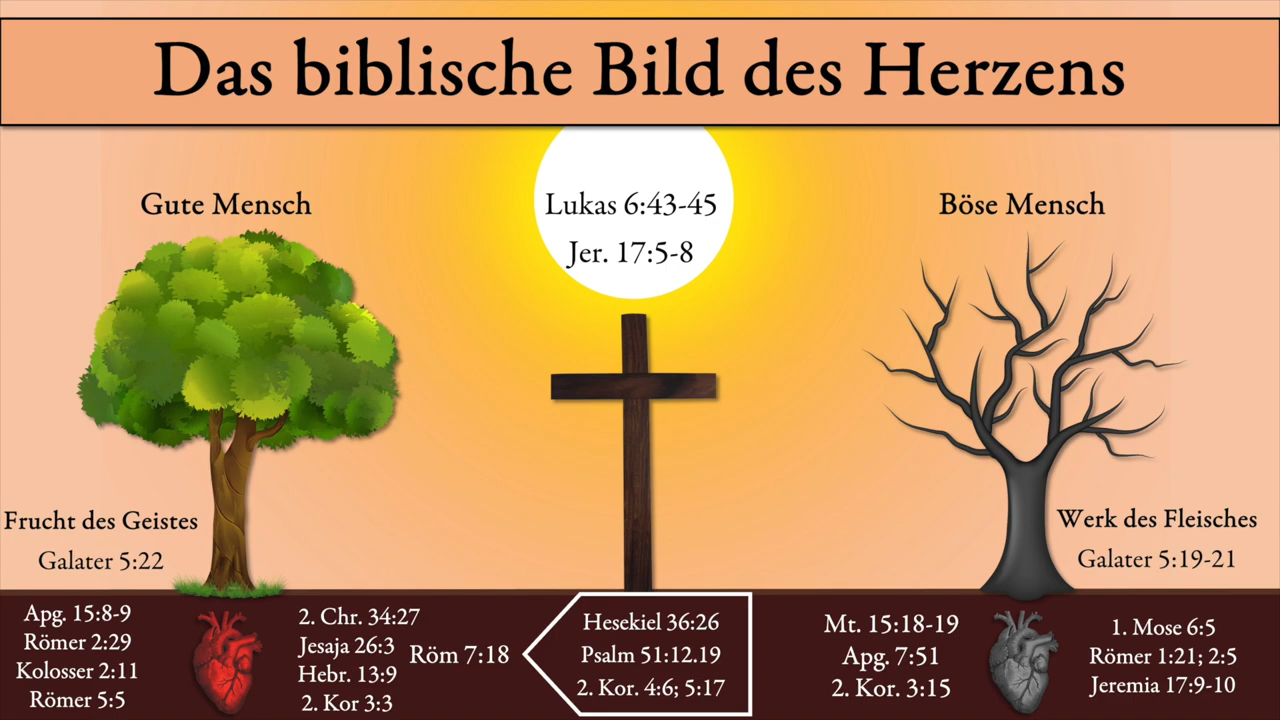 Das biblische Bild des Herzens
Lukas 6:43-45
Jer. 17:5-8
Gute Mensch
Böse Mensch
Frucht des Geistes
Galater 5:22
Werk des Fleisches
Galater 5:19-21
Apg. 15:8-9
Römer 2:29
Kolosser 2:11
Römer 5:5
2. Chr. 34:27
Jesaja 26:3
Hebr. 13:9
2. Kor 3:3
Röm 7:18
Hesekiel 36:26
Psalm 51:12.19
2. Kor. 4:6; 5:17
Mt. 15:18-19
Apg. 7:51
2. Kor. 3:15
1. Mose 6:5
Römer 1:21; 2:5
Jeremia 17:9-10